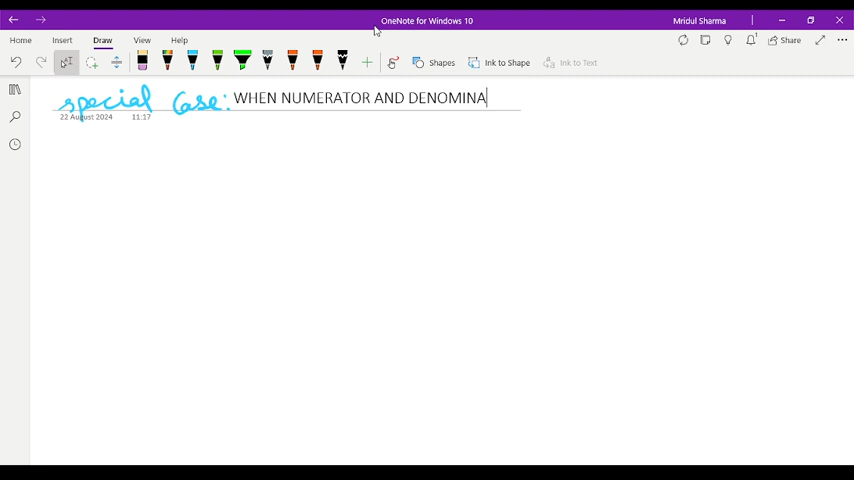 OneNote for Windows 10
Mridul Sharma
Home Insert Draw View Help
Share
Shapes Ink to Shape Ink to Text
special Case: WHEN NUMERATOR AND DENOMINA
22 August 2024 11:17